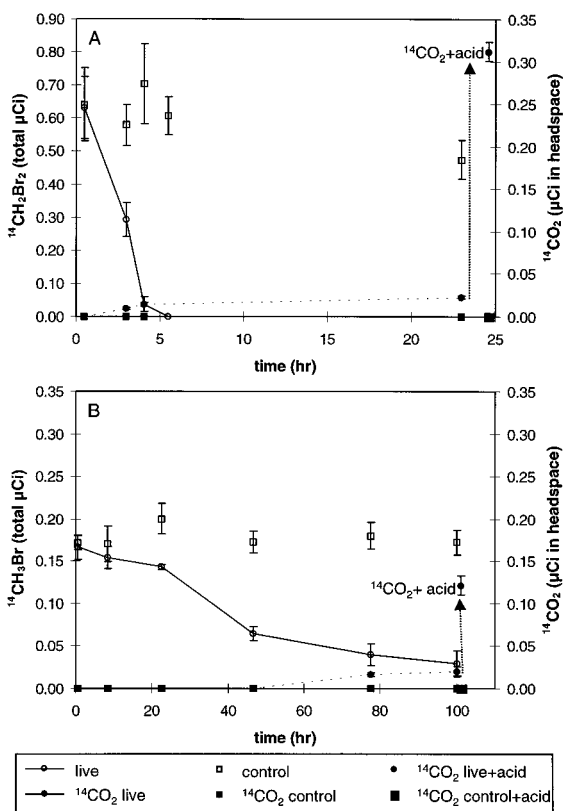 A
¹⁴CO₂+acid
¹⁴CH₂Br₂ (total µCi)
0.90
0.80
0.70
0.60
0.50
0.40
0.30
0.20
0.10
0.00
¹⁴CO₂ (µCi in headspace)
0.35
0.30
0.25
0.20
0.15
0.10
0.05
0.00
0 5 10 15 20 25
time (hr)
B
¹⁴CO₂+ acid
¹⁴CH₃Br (total µCi)
0.35
0.30
0.25
0.20
0.15
0.10
0.05
0.00
¹⁴CO₂ (µCi in headspace)
0.35
0.30
0.25
0.20
0.15
0.10
0.05
0.00
0 20 40 60 80 100
time (hr)
live control ¹⁴CO₂ live+acid
¹⁴CO₂ live ¹⁴CO₂ control ¹⁴CO₂ control+acid